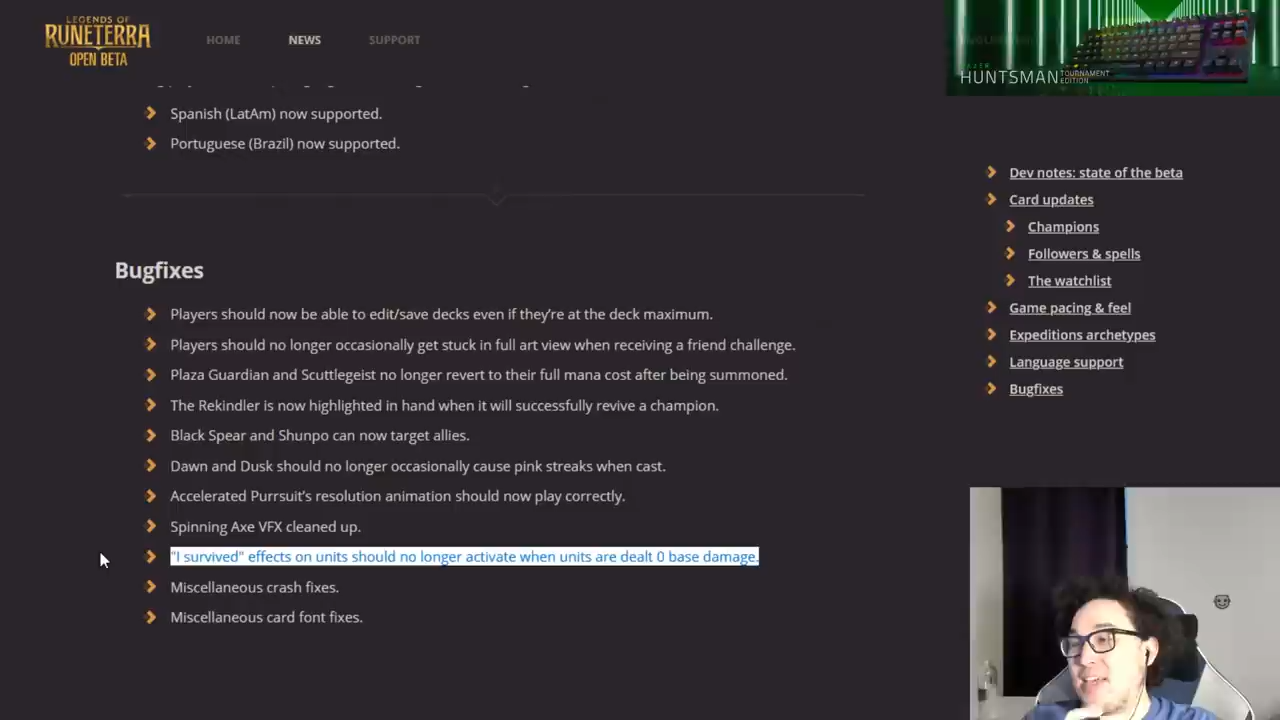 LEGENDS OF
RUNETERRA
OPEN BETA
HOME
NEWS
SUPPORT
HUNTSMAN TOURNAMENT
EDITION
Spanish (LatAm) now supported.
Portuguese (Brazil) now supported.
Bugfixes
Players should now be able to edit/save decks even if they’re at the deck maximum.
Players should no longer occasionally get stuck in full art view when receiving a friend challenge.
Plaza Guardian and Scuttlegeist no longer revert to their full mana cost after being summoned.
The Rekindler is now highlighted in hand when it will successfully revive a champion.
Black Spear and Shunpo can now target allies.
Dawn and Dusk should no longer occasionally cause pink streaks when cast.
Accelerated Purrsuit’s resolution animation should now play correctly.
Spinning Axe VFX cleaned up.
"I survived" effects on units should no longer activate when units are dealt 0 base damage.
Miscellaneous crash fixes.
Miscellaneous card font fixes.
Dev notes: state of the beta
Card updates
Champions
Followers & spells
The watchlist
Game pacing & feel
Expeditions archetypes
Language support
Bugfixes